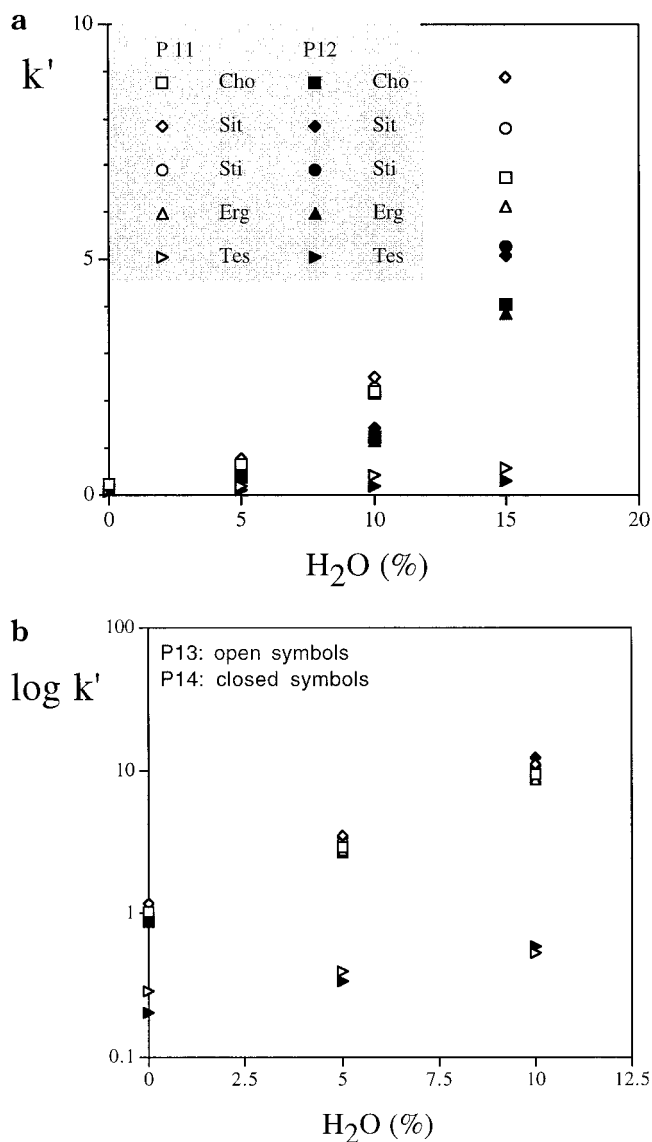 a
k'
10
5
0
P 11 P12
Cho Cho
Sit Sit
Sti Sti
Erg Erg
Tes Tes
0 5 10 15 20
H2O (%)
b
log k'
100
10
1
0.1
P13: open symbols
P14: closed symbols
0 2.5 5 7.5 10 12.5
H2O (%)